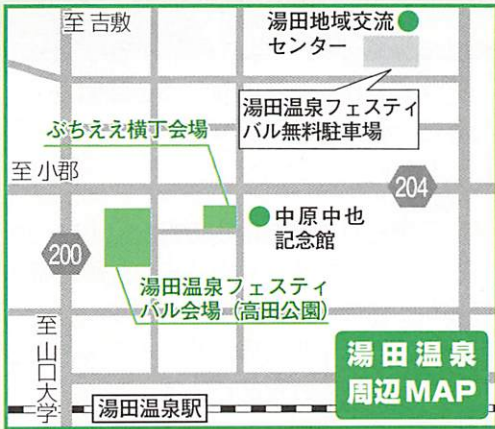 至 吉敷
湯田地域交流
センター
湯田温泉フェスティ
バル無料駐車場
ぶちええ横丁会場
至 小郡
204
中原中也
記念館
200
湯田温泉フェスティ
バル会場（高田公園）
至 山口大学
湯田温泉駅
湯田温泉
周辺MAP